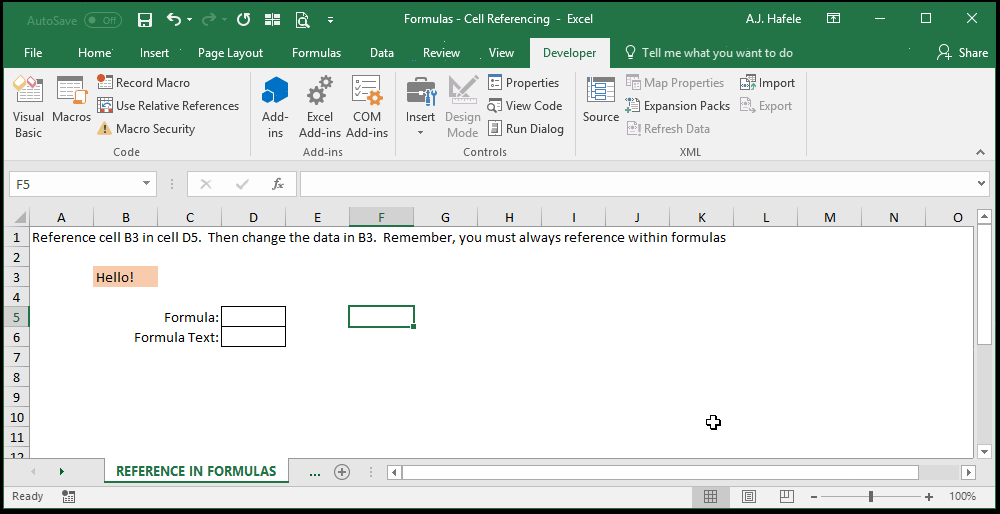 AutoSave Off Formulas - Cell Referencing - Excel A.J. Hafele
File Home Insert Page Layout Formulas Data Review View Developer Tell me what you want to do Share
Visual Basic
Macros
Record Macro
Use Relative References
Macro Security
Code
Add-ins
Excel Add-ins
COM Add-ins
Add-ins
Insert
Design Mode
Properties
View Code
Run Dialog
Controls
Source
Map Properties
Expansion Packs
Refresh Data
Import
Export
XML
F5 fx
A B C D E F G H I J K L M N O
1 Reference cell B3 in cell D5. Then change the data in B3. Remember, you must always reference within formulas
2
3 Hello!
4
5 Formula:
6 Formula Text:
7
8
9
10
11
12
REFERENCE IN FORMULAS ...
Ready 100%